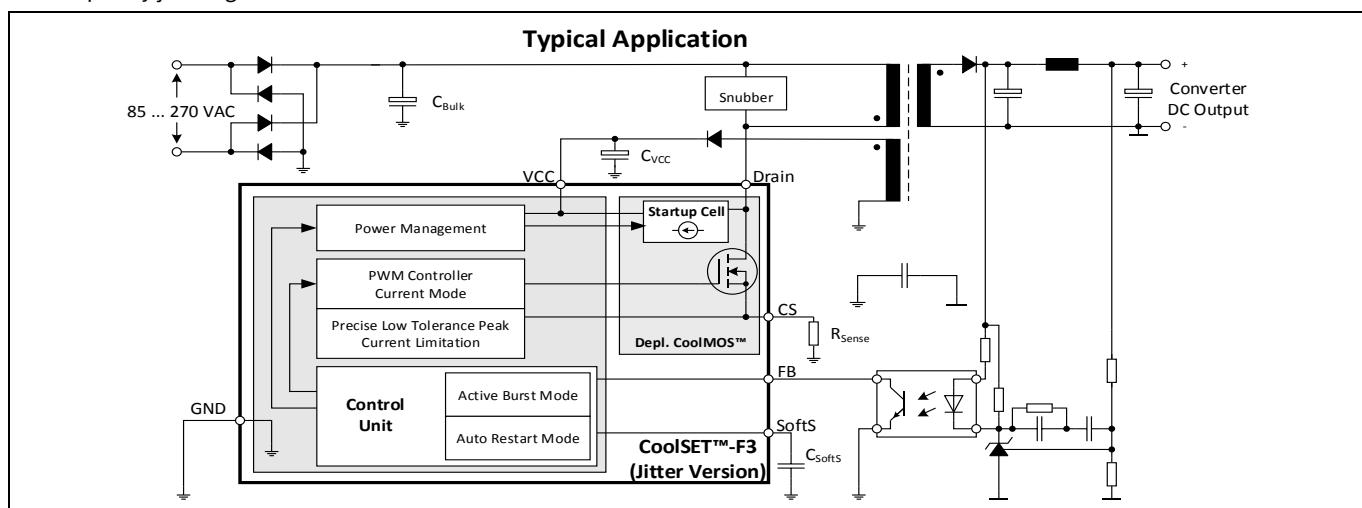 Typical Application
+
Snubber
Converter
DC Output
85 ... 270 VAC
CBulk
-
CVCC
VCC
Drain
Startup Cell
Power Management
PWM Controller
Current Mode
CS
Precise Low Tolerance Peak
Current Limitation
RSense
Depl. CoolMOS™
FB
Active Burst Mode
GND
Control
Unit
SoftS
Auto Restart Mode
CoolSET™-F3
(Jitter Version)
CSoftS